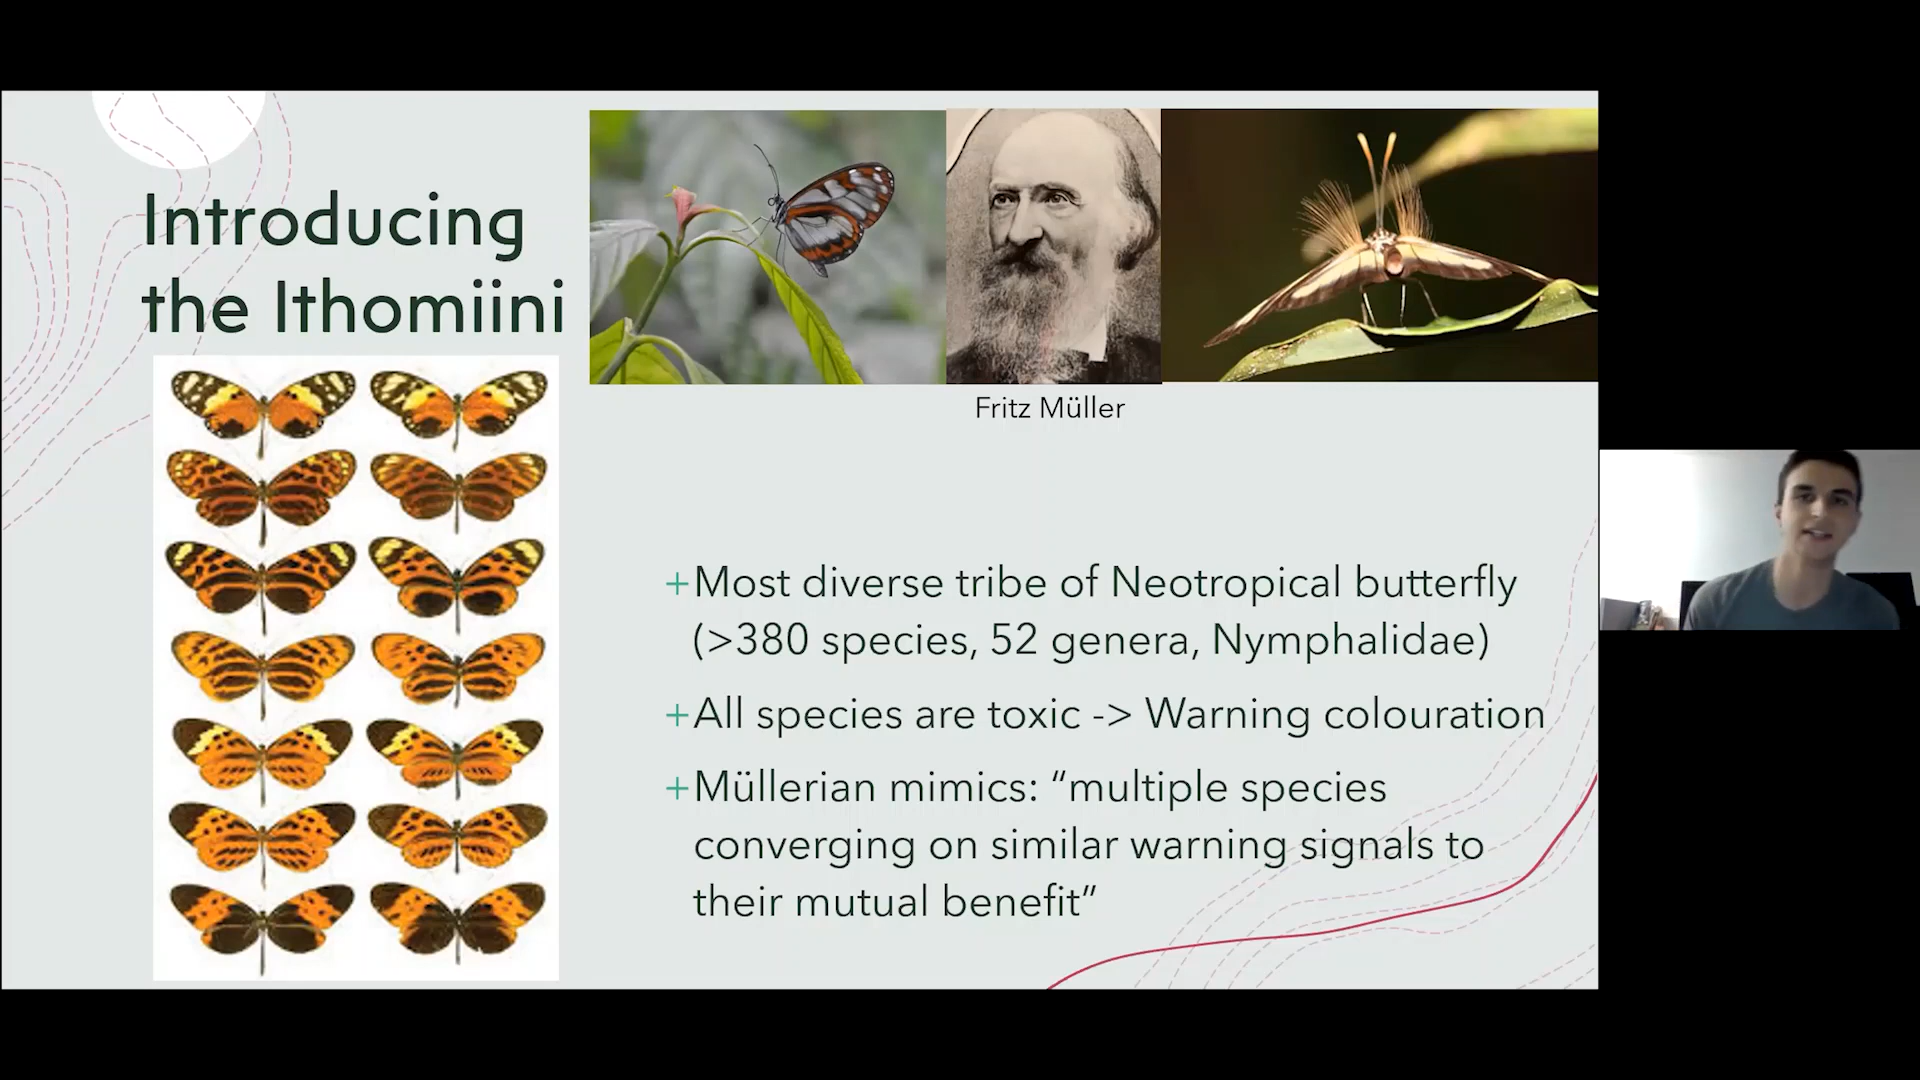 Introducing
the Ithomiini
Fritz Müller
+Most diverse tribe of Neotropical butterfly
(>380 species, 52 genera, Nymphalidae)
+All species are toxic -> Warning colouration
+Müllerian mimics: “multiple species
converging on similar warning signals to
their mutual benefit”